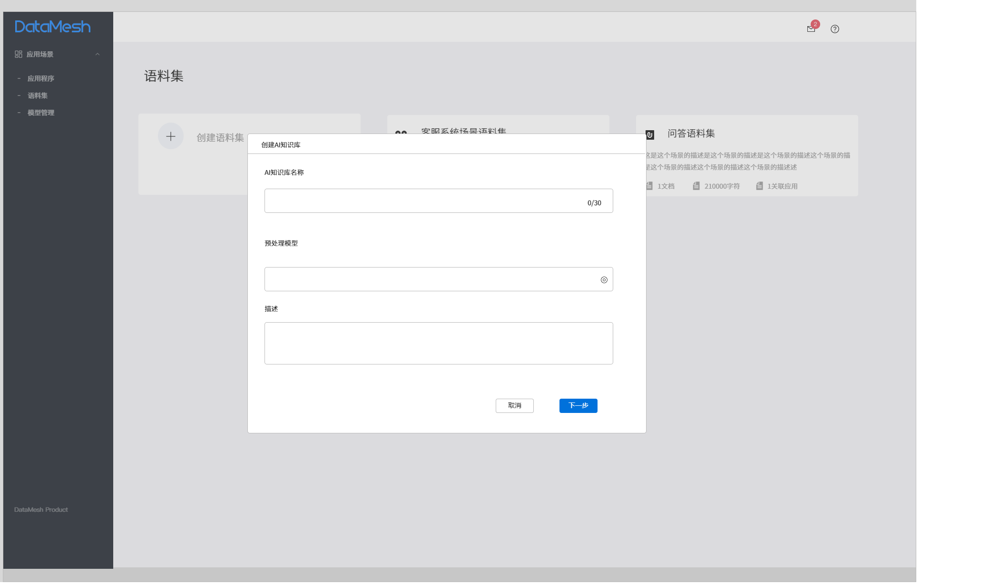 DataMesh
2
应用场景
- 应用程序
- 语料集
- 模型管理
语料集
创建语料集
客服系统场景语料集
问答语料集
这是这个场景的描述是这个场景的描述是这个场景的描述这个场景的描
是这个场景的描述这个场景的描述这个场景的描述述
1文档
210000字符
1关联应用
创建AI知识库
AI知识库名称
0/30
预处理模型
描述
取消
下一步
DataMesh Product